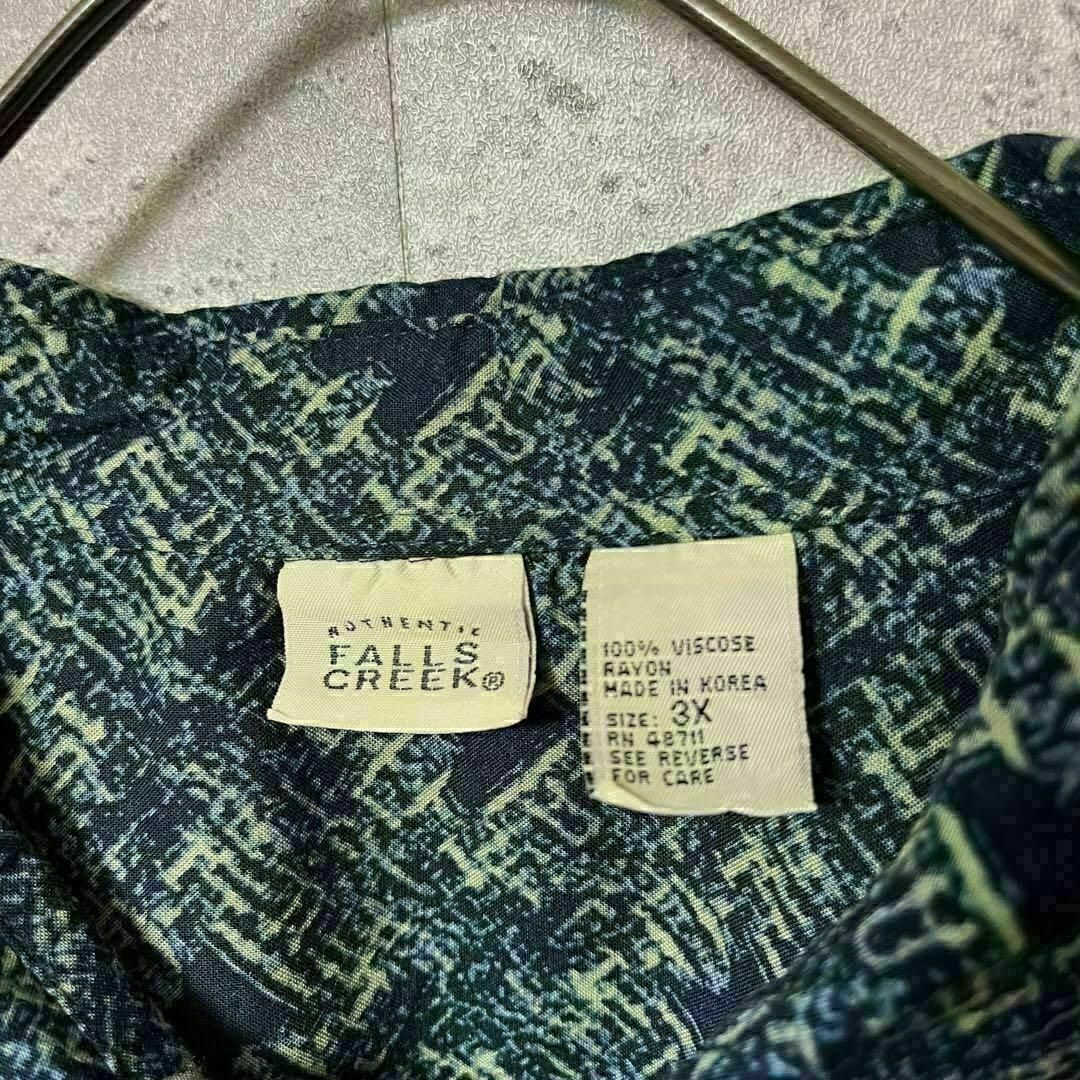 AUTHENTIC
FALLS
CREEK®
100% VISCOSE
RAYON
MADE IN KOREA
SIZE: 3X
RN 48711
SEE REVERSE
FOR CARE